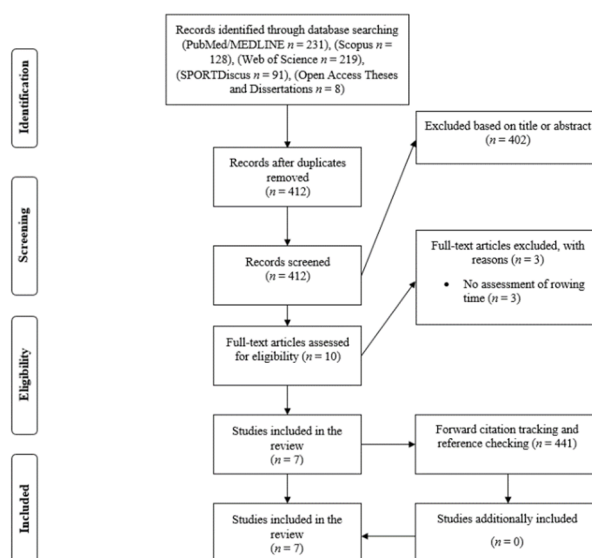 Identification
Records identified through database searching
(PubMed/MEDLINE n = 231), (Scopus n =
128), (Web of Science n = 219),
(SPORTDiscus n = 91), (Open Access Theses
and Dissertations n = 8)
Excluded based on title or abstract
(n = 402)
Records after duplicates
removed
(n = 412)
Screening
Records screened
(n = 412)
Full-text articles excluded, with
reasons (n = 3)
• No assessment of rowing
time (n = 3)
Eligibility
Full-text articles assessed
for eligibility (n = 10)
Studies included in the
review
(n = 7)
Forward citation tracking and
reference checking (n = 441)
Included
Studies included in the
review
(n = 7)
Studies additionally included
(n = 0)